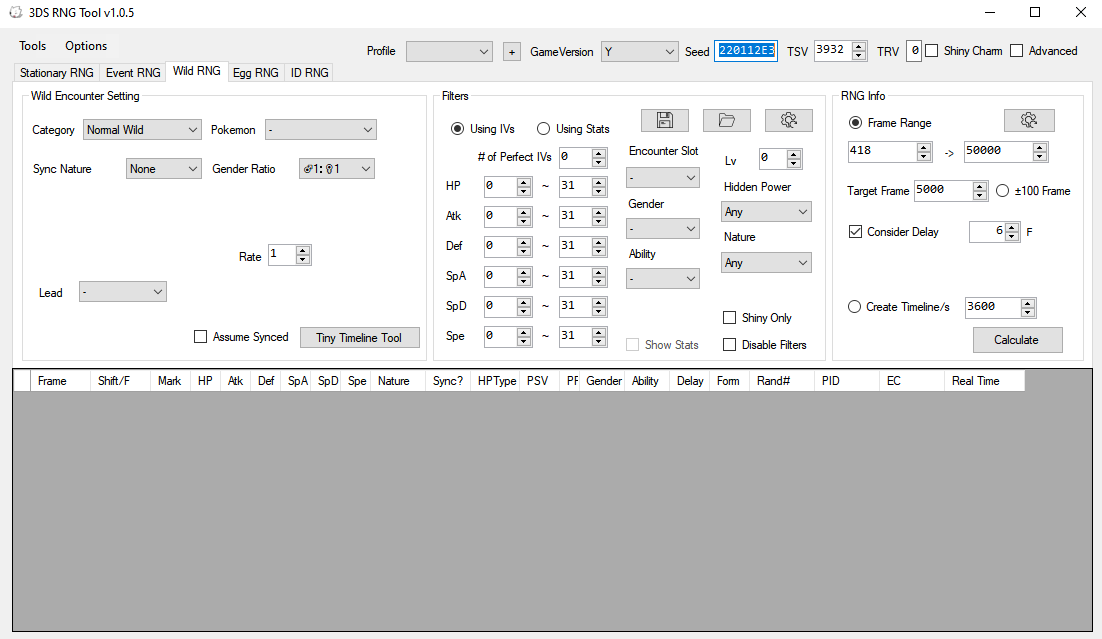 3DS RNG Tool v1.0.5
Tools Options
Profile + GameVersion Y Seed 220112E3 TSV 3932 TRV 0 Shiny Charm Advanced
Stationary RNG Event RNG Wild RNG Egg RNG ID RNG
Wild Encounter Setting
Category Normal Wild Pokemon -
Sync Nature None Gender Ratio ♂1:♀1
Rate 1
Lead -
Assume Synced Tiny Timeline Tool
Filters
Using IVs Using Stats
# of Perfect IVs 0
HP 0 ~ 31
Atk 0 ~ 31
Def 0 ~ 31
SpA 0 ~ 31
SpD 0 ~ 31
Spe 0 ~ 31
Encounter Slot
-
Gender
-
Ability
-
Show Stats
Lv 0
Hidden Power
Any
Nature
Any
Shiny Only
Disable Filters
RNG Info
Frame Range
418 -> 50000
Target Frame 5000 ±100 Frame
Consider Delay 6 F
Create Timeline/s 3600
Calculate
Frame Shift/F Mark HP Atk Def SpA SpD Spe Nature Sync? HPType PSV Gender Ability Delay Form Rand# PID EC Real Time